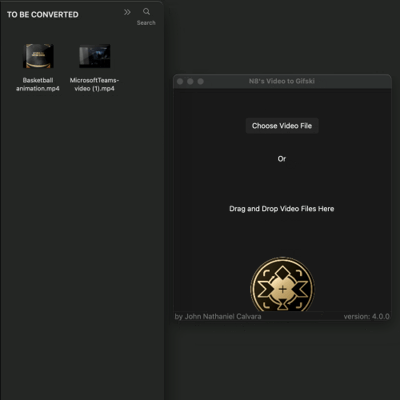 TO BE CONVERTED
Search
Basketball
animation.mp4
MicrosoftTeams-
video (1).mp4
N8's Video to Gifski
Choose Video File
Or
Drag and Drop Video Files Here
by John Nathaniel Calvara
version: 4.0.0